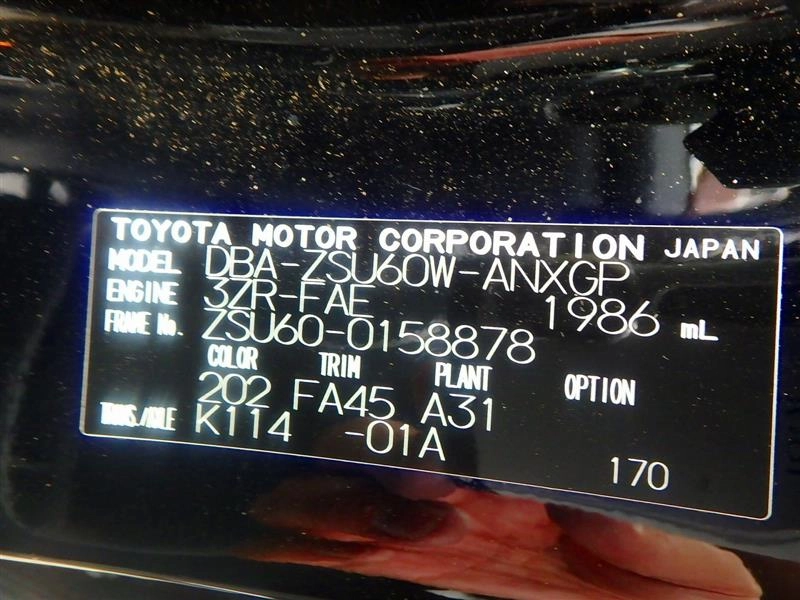 TOYOTA MOTOR CORPORATION JAPAN
MODEL DBA-ZSU60W-ANXGP
ENGINE 3ZR-FAE 1986 mL
FRAME No. ZSU60-0158878
COLOR TRIM PLANT OPTION
202 FA45 A31
TRANS./AXLE K114 -01A
170